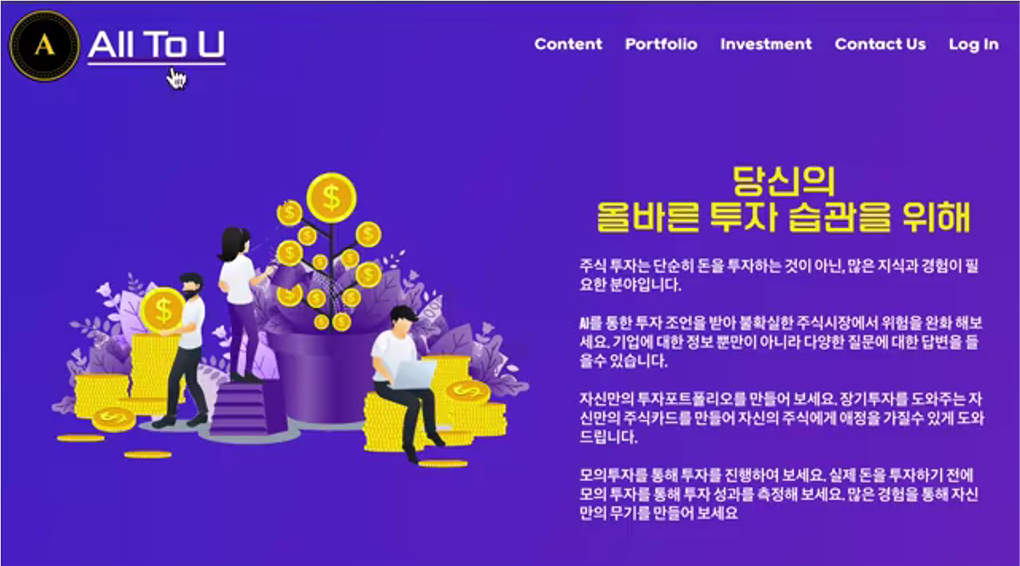 A
All To U
Content Portfolio Investment Contact Us Log In
당신의
올바른 투자 습관을 위해
주식 투자는 단순히 돈을 투자하는 것이 아닌, 많은 지식과 경험이 필
요한 분야입니다.
AI를 통한 투자 조언을 받아 불확실한 주식시장에서 위험을 완화 해보
세요. 기업에 대한 정보 뿐만이 아니라 다양한 질문에 대한 답변을 들
을수 있습니다.
자신만의 투자포트폴리오를 만들어 보세요. 장기투자를 도와주는 자
신만의 주식카드를 만들어 자신의 주식에게 애정을 가질수 있게 도와
드립니다.
모의투자를 통해 투자를 진행하여 보세요. 실제 돈을 투자하기 전에
모의 투자를 통해 투자 성과를 측정해 보세요. 많은 경험을 통해 자신
만의 무기를 만들어 보세요